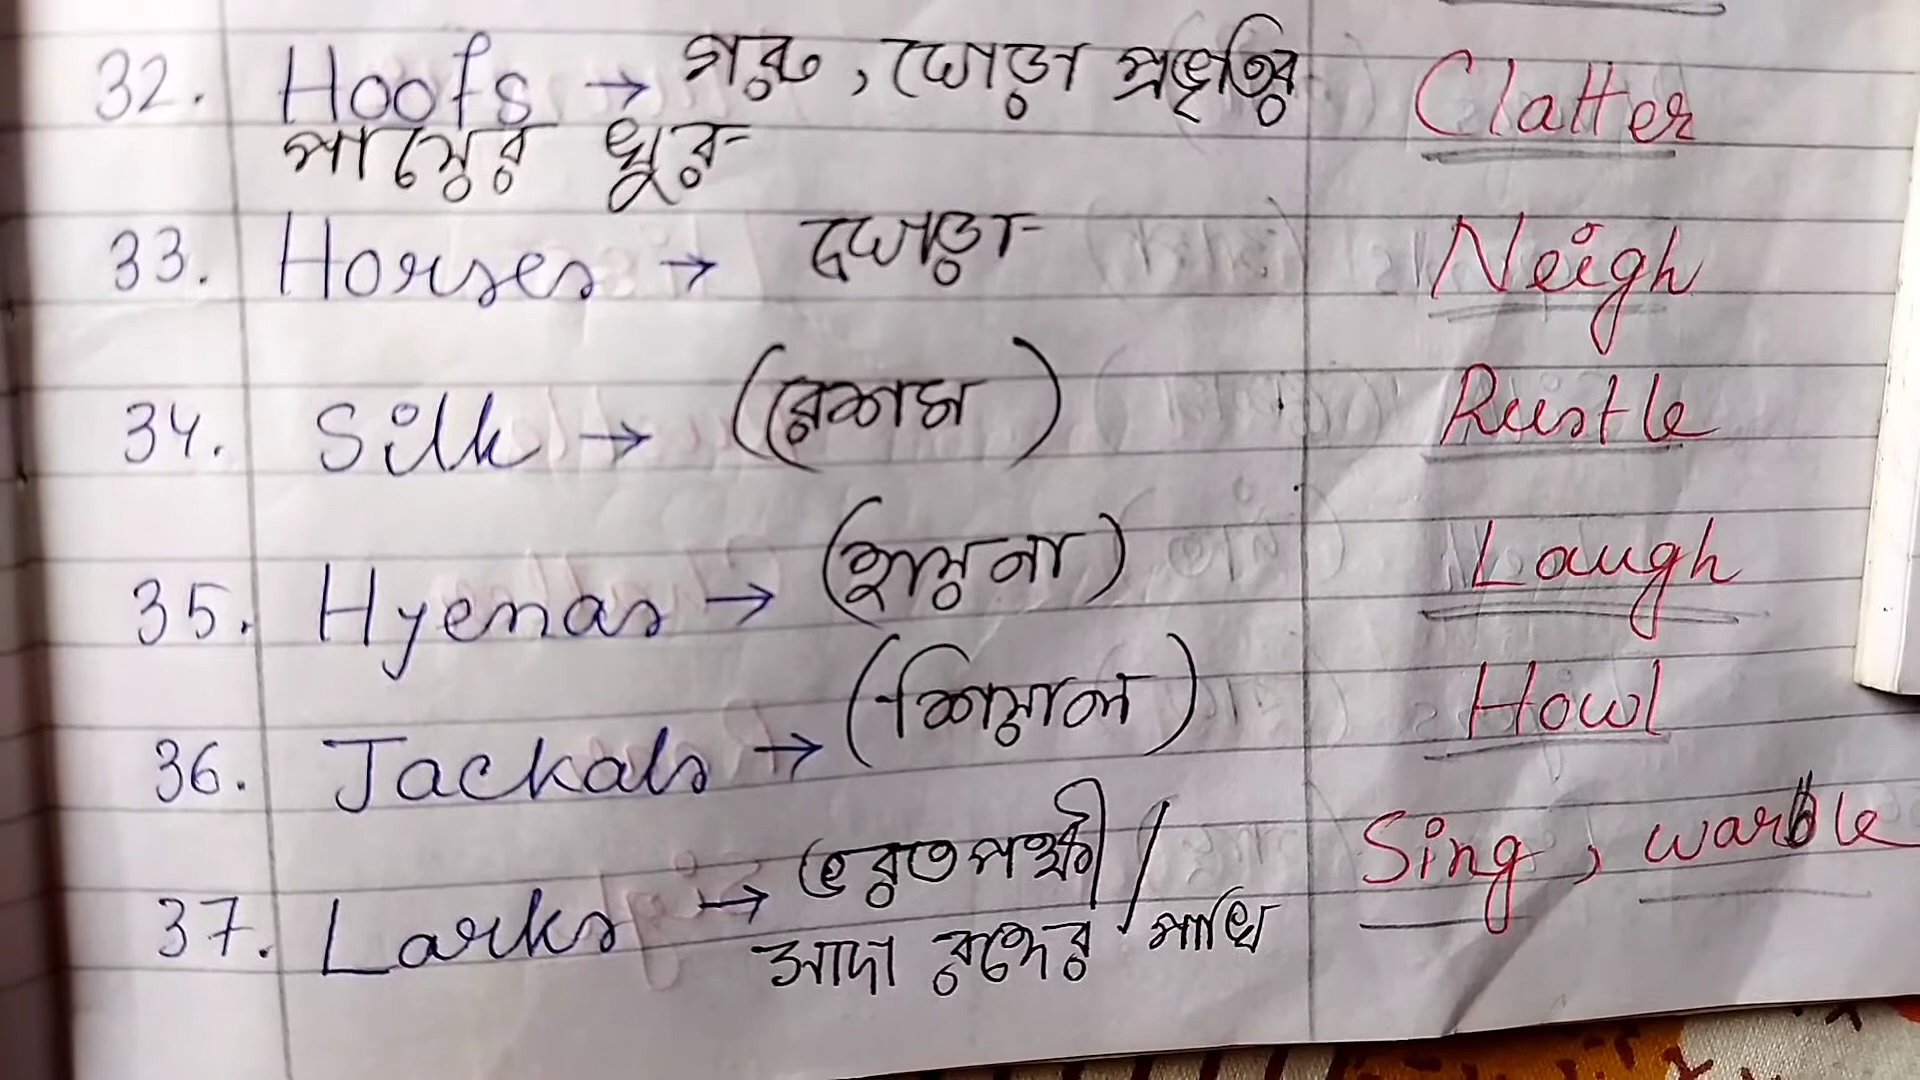 32. Hoofs → গরু, ঘোড়া প্রভৃতির Clatter
পায়ের খুর
33. Horses → ঘোড়া Neigh
34. Silk → (রেশম) Rustle
35. Hyenas → (হায়না) Laugh
36. Jackals → (শিয়াল) Howl
37. Larks → ভরতপক্ষী / Sing, warble
সাদা রঙের পাখি